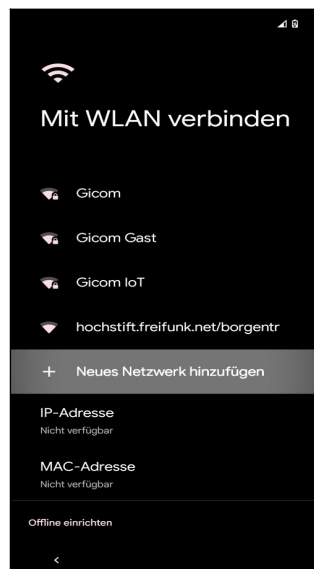 Mit WLAN verbinden
Gicom
Gicom Gast
Gicom IoT
hochstift.freifunk.net/borgentr
Neues Netzwerk hinzufügen
IP-Adresse
Nicht verfügbar
MAC-Adresse
Nicht verfügbar
Offline einrichten